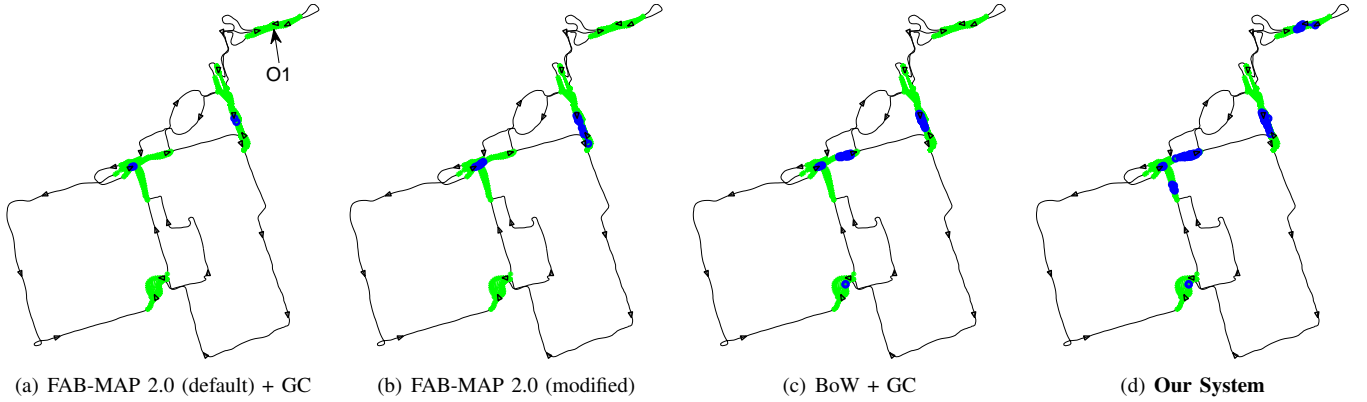 O1
(a) FAB-MAP 2.0 (default) + GC
(b) FAB-MAP 2.0 (modified)
(c) BoW + GC
(d) Our System